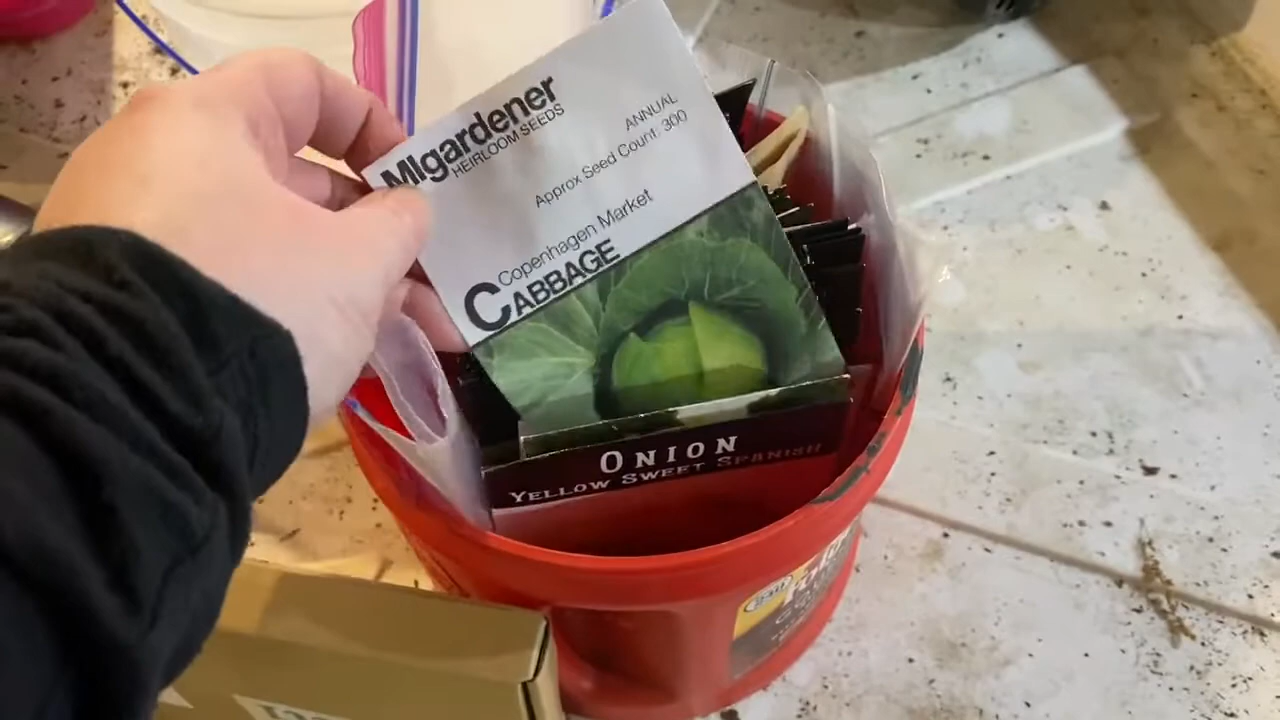 MIgardener
HEIRLOOM SEEDS
ANNUAL
Approx Seed Count, 300
Copenhagen Market
CABBAGE
ONION
YELLOW SWEET SPANISH